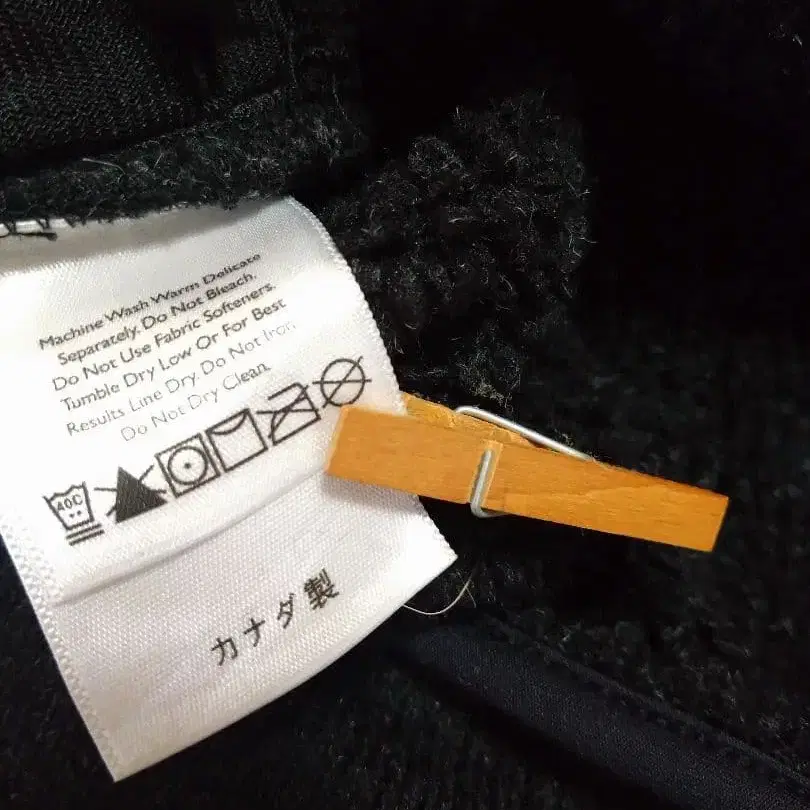 Machine Wash Warm Delicate
Separately. Do Not Bleach.
Do Not Use Fabric Softeners.
Tumble Dry Low Or For Best
Results Line Dry. Do Not Iron.
Do Not Dry Clean.
40C
カナダ製